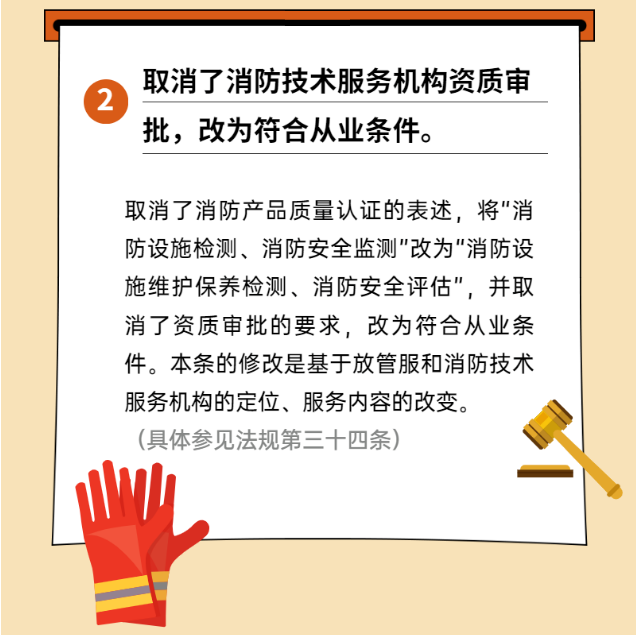 2
取消了消防技术服务机构资质审
批，改为符合从业条件。
取消了消防产品质量认证的表述，将“消
防设施检测、消防安全监测”改为“消防设
施维护保养检测、消防安全评估”，并取
消了资质审批的要求，改为符合从业条
件。本条的修改是基于放管服和消防技术
服务机构的定位、服务内容的改变。
（具体参见法规第三十四条）